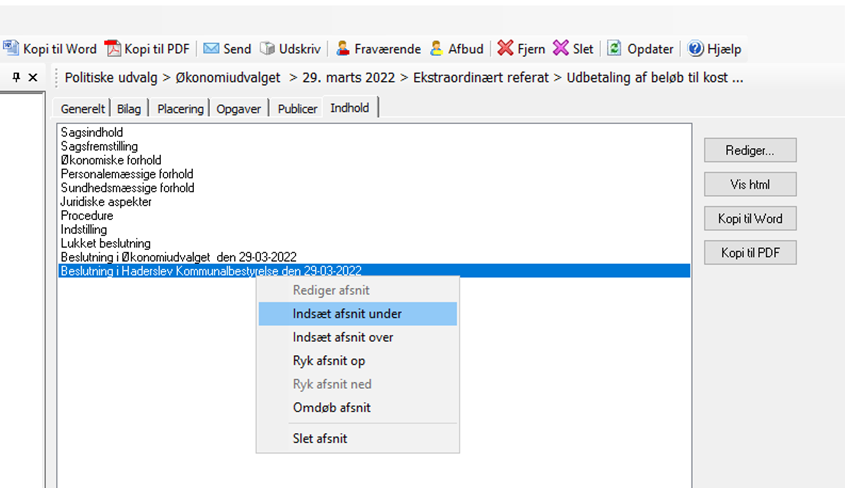 Kopi til Word Kopi til PDF Send Udskriv Fraværende Afbud Fjern Slet Opdater Hjælp
Politiske udvalg > Økonomiudvalget > 29. marts 2022 > Ekstraordinært referat > Udbetaling af beløb til kost ...
Generelt Bilag Placering Opgaver Publicer Indhold
Sagsindhold
Sagsfremstilling
Økonomiske forhold
Personalemæssige forhold
Sundhedsmæssige forhold
Juridiske aspekter
Procedure
Indstilling
Lukket beslutning
Beslutning i Økonomiudvalget den 29-03-2022
Beslutning i Haderslev Kommunalbestyrelse den 29-03-2022
Rediger afsnit
Indsæt afsnit under
Indsæt afsnit over
Ryk afsnit op
Ryk afsnit ned
Omdøb afsnit
Slet afsnit
Rediger...
Vis html
Kopi til Word
Kopi til PDF